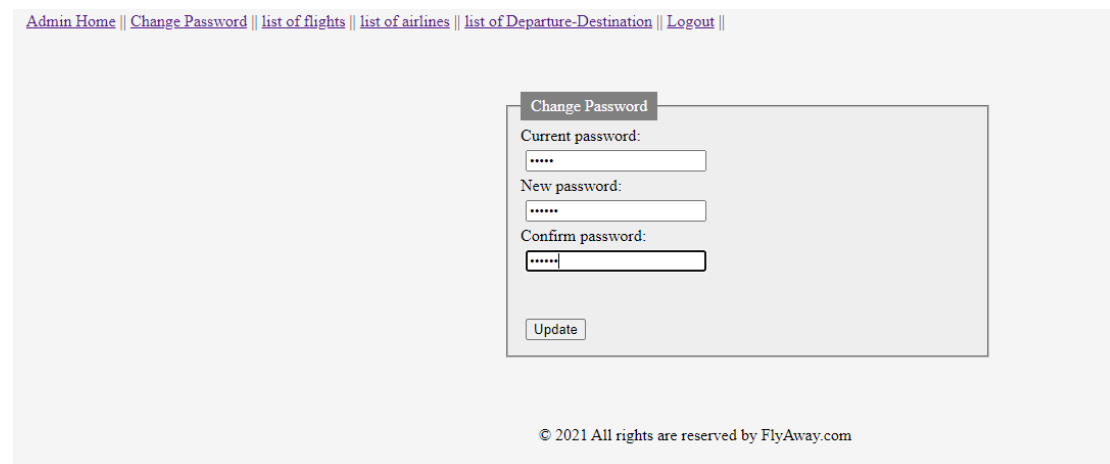 Admin Home || Change Password || list of flights || list of airlines || list of Departure-Destination || Logout ||
Change Password
Current password:
•••••
New password:
••••••
Confirm password:
••••••
Update
© 2021 All rights are reserved by FlyAway.com